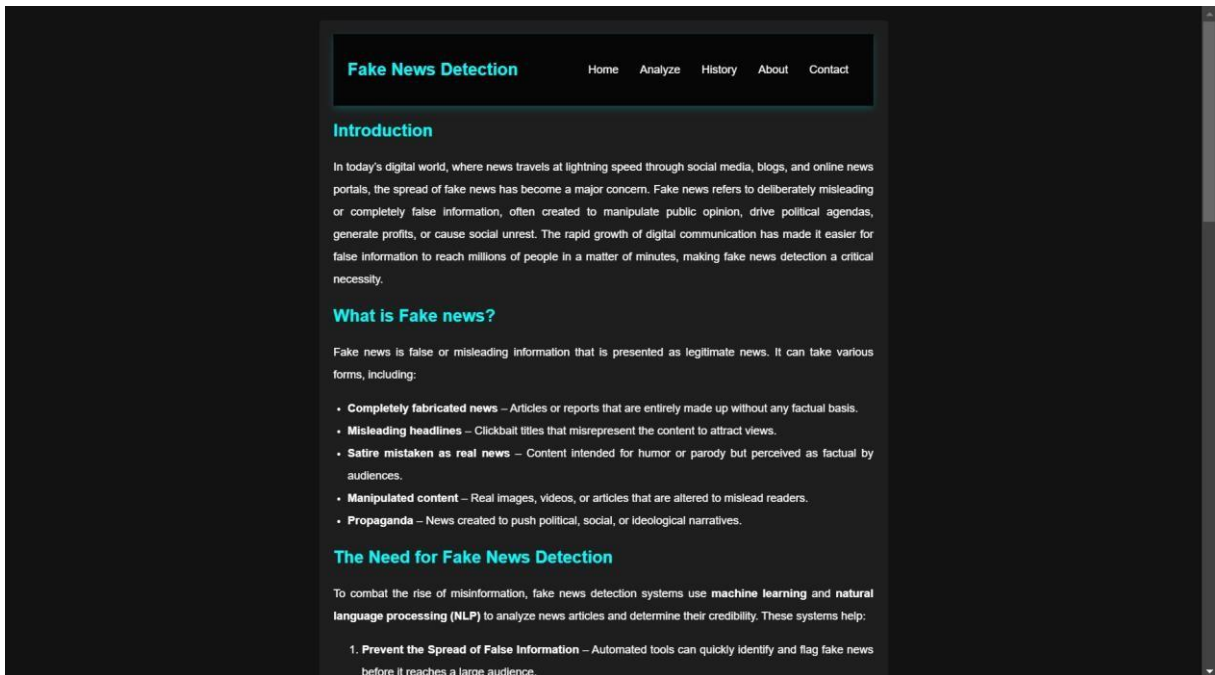 Fake News Detection
Home Analyze History About Contact
Introduction
In today's digital world, where news travels at lightning speed through social media, blogs, and online news
portals, the spread of fake news has become a major concern. Fake news refers to deliberately misleading
or completely false information, often created to manipulate public opinion, drive political agendas,
generate profits, or cause social unrest. The rapid growth of digital communication has made it easier for
false information to reach millions of people in a matter of minutes, making fake news detection a critical
necessity.
What is Fake news?
Fake news is false or misleading information that is presented as legitimate news. It can take various
forms, including:
• Completely fabricated news – Articles or reports that are entirely made up without any factual basis.
• Misleading headlines – Clickbait titles that misrepresent the content to attract views.
• Satire mistaken as real news – Content intended for humor or parody but perceived as factual by
audiences.
• Manipulated content – Real images, videos, or articles that are altered to mislead readers.
• Propaganda – News created to push political, social, or ideological narratives.
The Need for Fake News Detection
To combat the rise of misinformation, fake news detection systems use machine learning and natural
language processing (NLP) to analyze news articles and determine their credibility. These systems help:
1. Prevent the Spread of False Information – Automated tools can quickly identify and flag fake news
before it reaches a large audience.